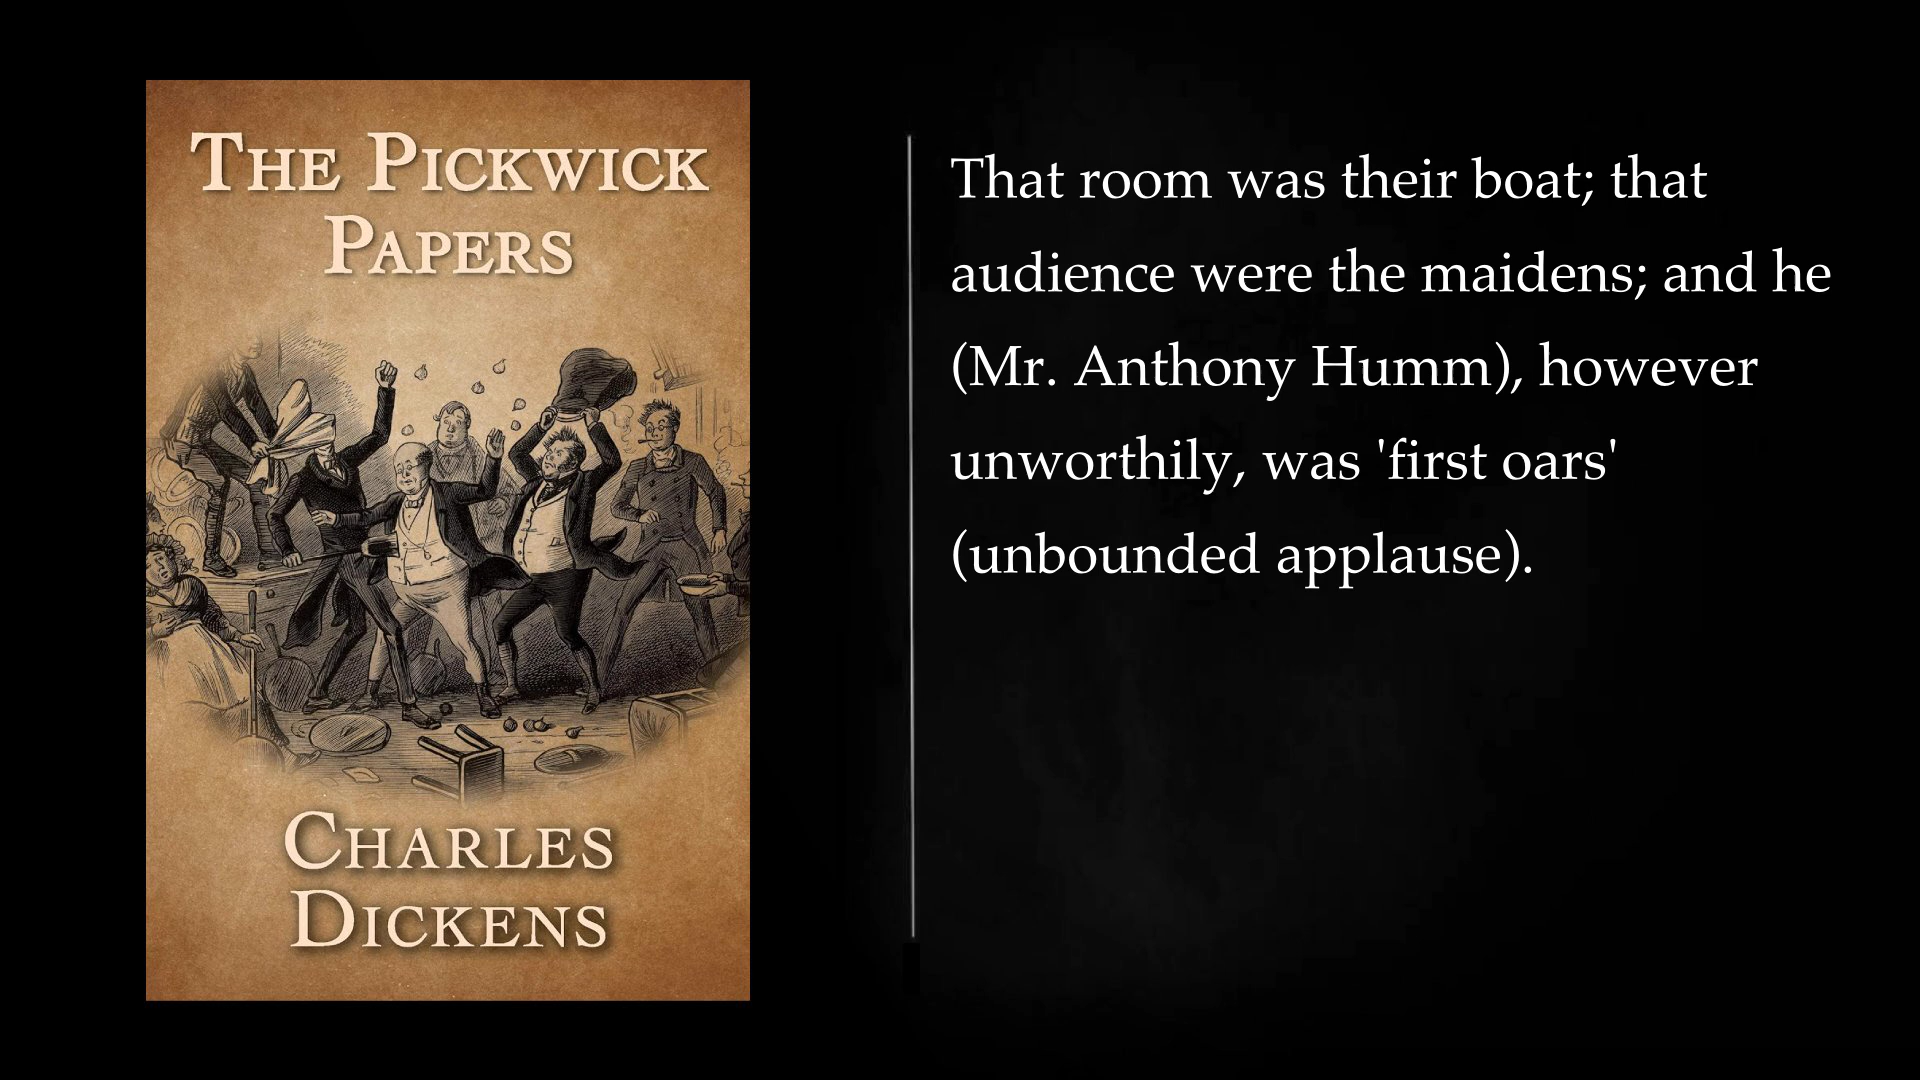 THE PICKWICK
PAPERS
CHARLES
DICKENS
That room was their boat; that
audience were the maidens; and he
(Mr. Anthony Humm), however
unworthily, was 'first oars'
(unbounded applause).